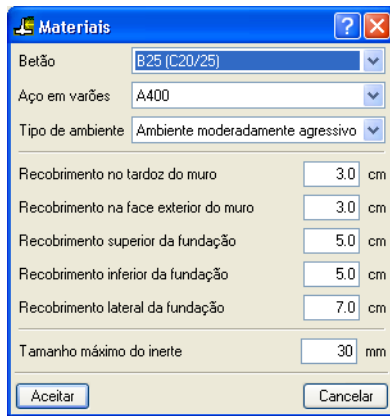 Materiais
Betão B25 (C20/25)
Aço em varões A400
Tipo de ambiente Ambiente moderadamente agressivo
Recobrimento no tardoz do muro 3.0 cm
Recobrimento na face exterior do muro 3.0 cm
Recobrimento superior da fundação 5.0 cm
Recobrimento inferior da fundação 5.0 cm
Recobrimento lateral da fundação 7.0 cm
Tamanho máximo do inerte 30 mm
Aceitar Cancelar